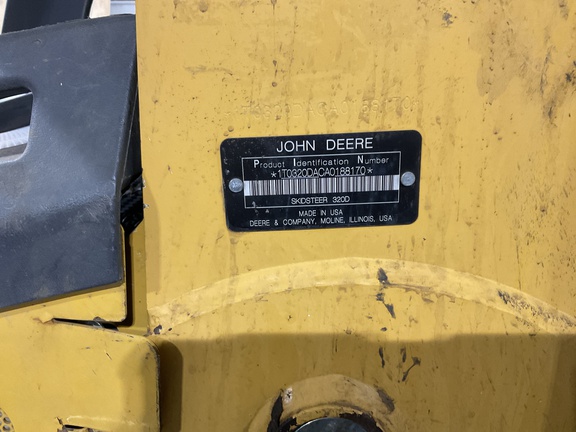 JOHN DEERE
Product Identification Number
*1T0320DACA0188170*
SKIDSTEER 320D
MADE IN USA
DEERE & COMPANY, MOLINE, ILLINOIS, USA